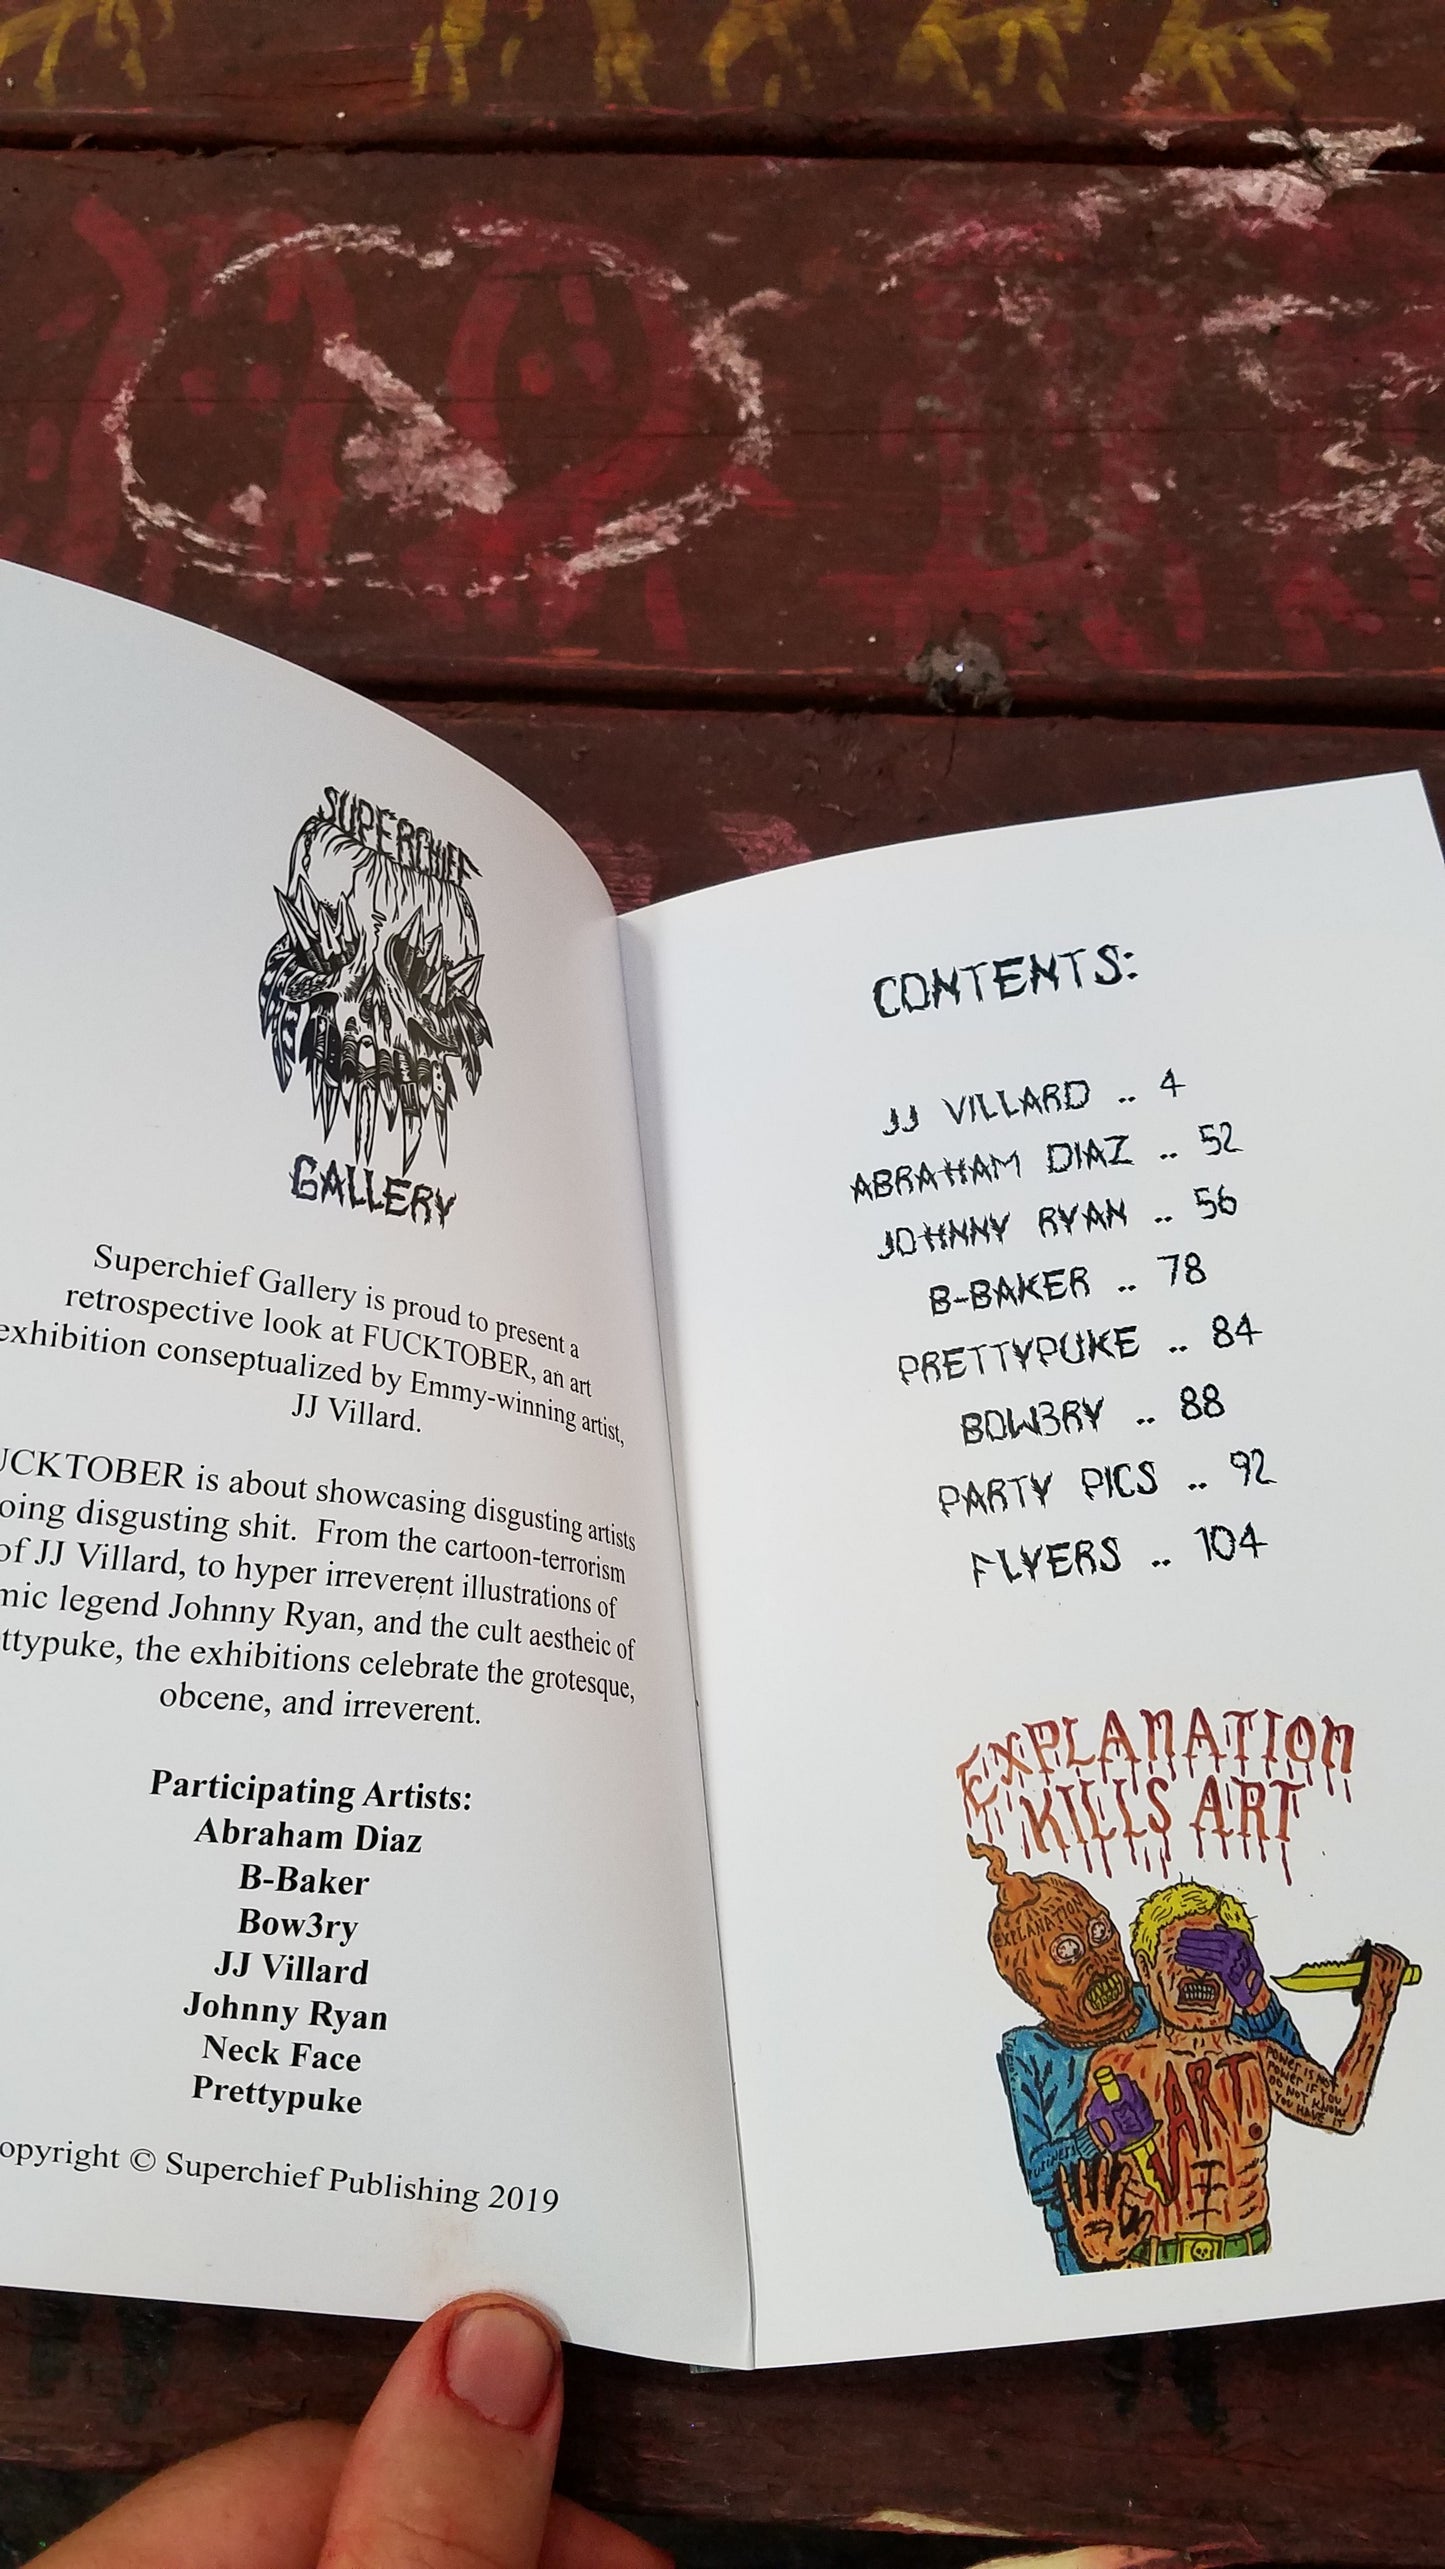 SUPERCHIEF
GALLERY
Superchief Gallery is proud to present a
retrospective look at FUCKTOBER, an art
exhibition conseptualized by Emmy-winning artist,
JJ Villard.
UCKTOBER is about showcasing disgusting artists
oing disgusting shit. From the cartoon-terrorism
of JJ Villard, to hyper irreverent illustrations of
mic legend Johnny Ryan, and the cult aestheic of
ttypuke, the exhibitions celebrate the grotesque,
obcene, and irreverent.
Participating Artists:
Abraham Diaz
B-Baker
Bow3ry
JJ Villard
Johnny Ryan
Neck Face
Prettypuke
opyright © Superchief Publishing 2019
CONTENTS:
JJ VILLARD .. 4
ABRAHAM DIAZ .. 52
JOHNNY RYAN .. 56
B-BAKER .. 78
PRETTYPUKE .. 84
BOW3RY .. 88
PARTY PICS .. 92
FLYERS .. 104
EXPLANATION
KILLS ART
EXPLANATION
ART
POWER IS NOT
POWER IF YOU
DO NOT KNOW
YOU HAVE IT